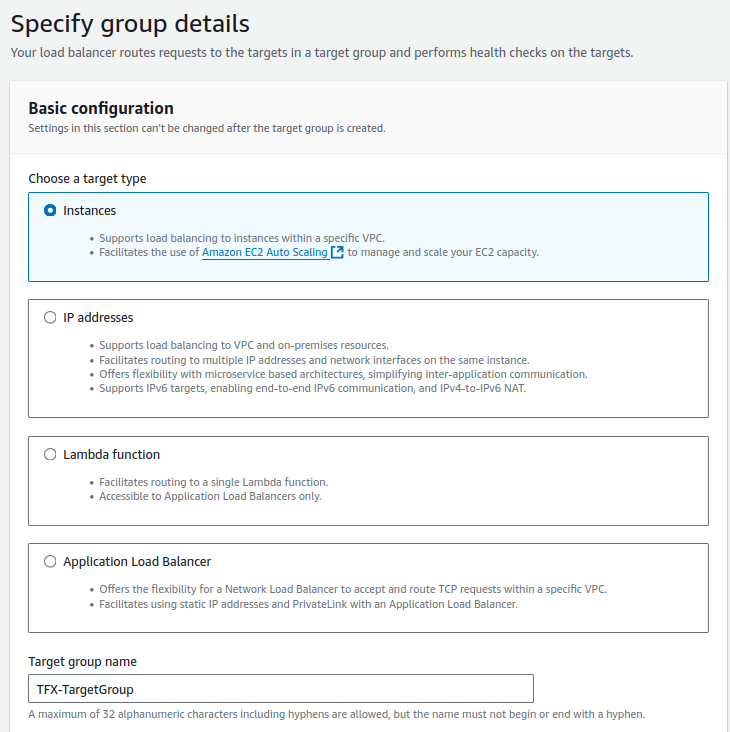 Specify group details
Your load balancer routes requests to the targets in a target group and performs health checks on the targets.
Basic configuration
Settings in this section can't be changed after the target group is created.
Choose a target type
Instances
Supports load balancing to instances within a specific VPC.
Facilitates the use of Amazon EC2 Auto Scaling to manage and scale your EC2 capacity.
IP addresses
Supports load balancing to VPC and on-premises resources.
Facilitates routing to multiple IP addresses and network interfaces on the same instance.
Offers flexibility with microservice based architectures, simplifying inter-application communication.
Supports IPv6 targets, enabling end-to-end IPv6 communication, and IPv4-to-IPv6 NAT.
Lambda function
Facilitates routing to a single Lambda function.
Accessible to Application Load Balancers only.
Application Load Balancer
Offers the flexibility for a Network Load Balancer to accept and route TCP requests within a specific VPC.
Facilitates using static IP addresses and PrivateLink with an Application Load Balancer.
Target group name
TFX-TargetGroup
A maximum of 32 alphanumeric characters including hyphens are allowed, but the name must not begin or end with a hyphen.